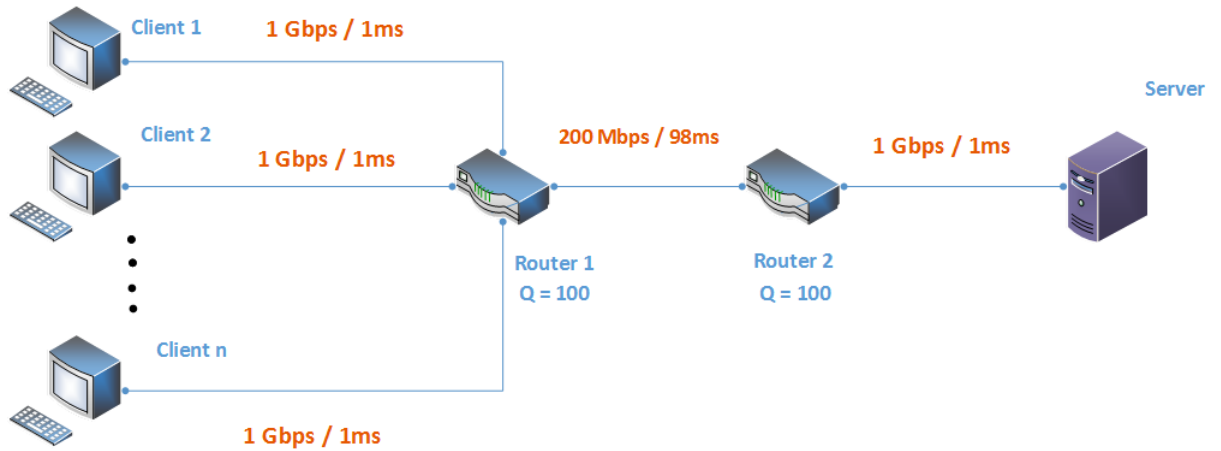 Client 1
1 Gbps / 1ms
Server
Client 2
200 Mbps / 98ms
1 Gbps / 1ms
1 Gbps / 1ms
Router 1
Q = 100
Router 2
Q = 100
Client n
1 Gbps / 1ms